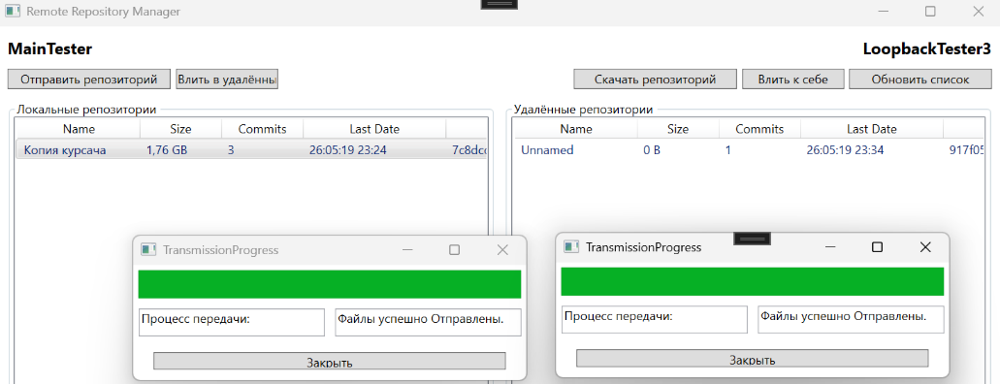 Remote Repository Manager
MainTester
LoopbackTester3
Отправить репозиторий
Влить в удалённы
Скачать репозиторий
Влить к себе
Обновить список
Локальные репозитории
Name Size Commits Last Date
Копия курсача 1,76 GB 3 26:05:19 23:24 7c8dcc
Удалённые репозитории
Name Size Commits Last Date
Unnamed 0 B 1 26:05:19 23:34 917f05
TransmissionProgress
Процесс передачи:
Файлы успешно Отправлены.
Закрыть
TransmissionProgress
Процесс передачи:
Файлы успешно Отправлены.
Закрыть